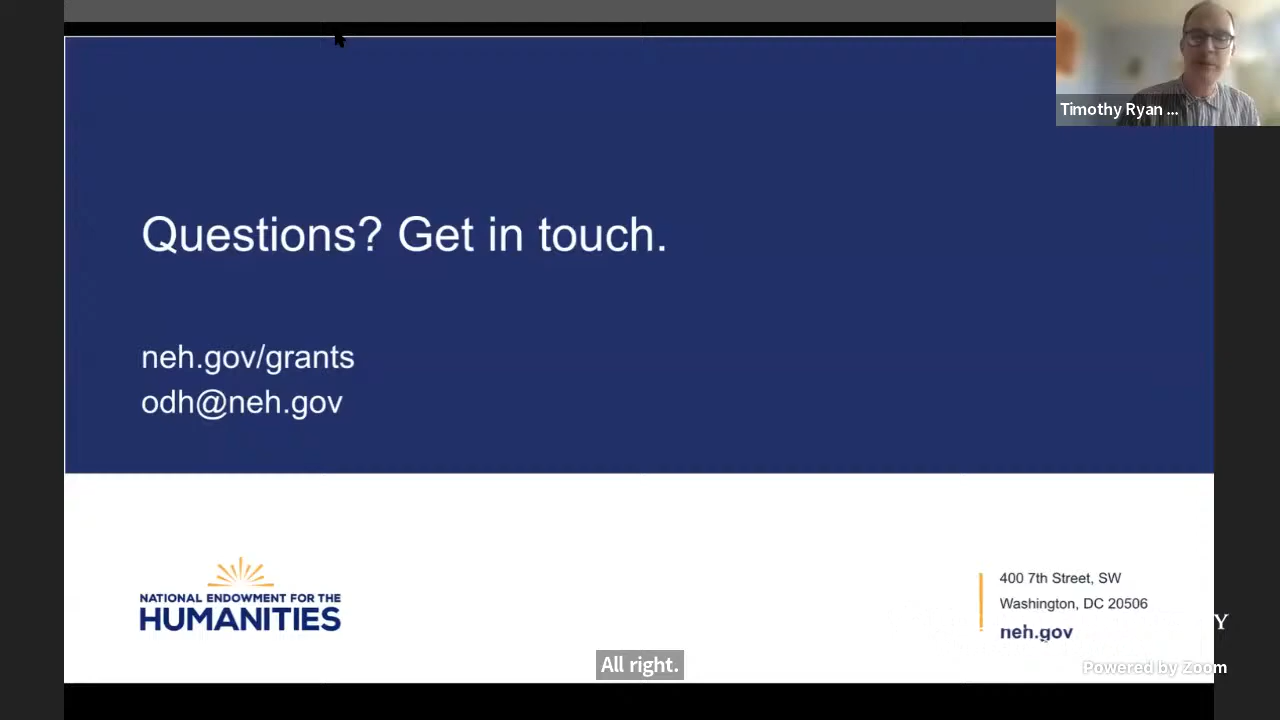 Timothy Ryan ...
Questions? Get in touch.
neh.gov/grants
odh@neh.gov
NATIONAL ENDOWMENT FOR THE
HUMANITIES
400 7th Street, SW
Washington, DC 20506
neh.gov
Y
All right.
Powered by Zoom